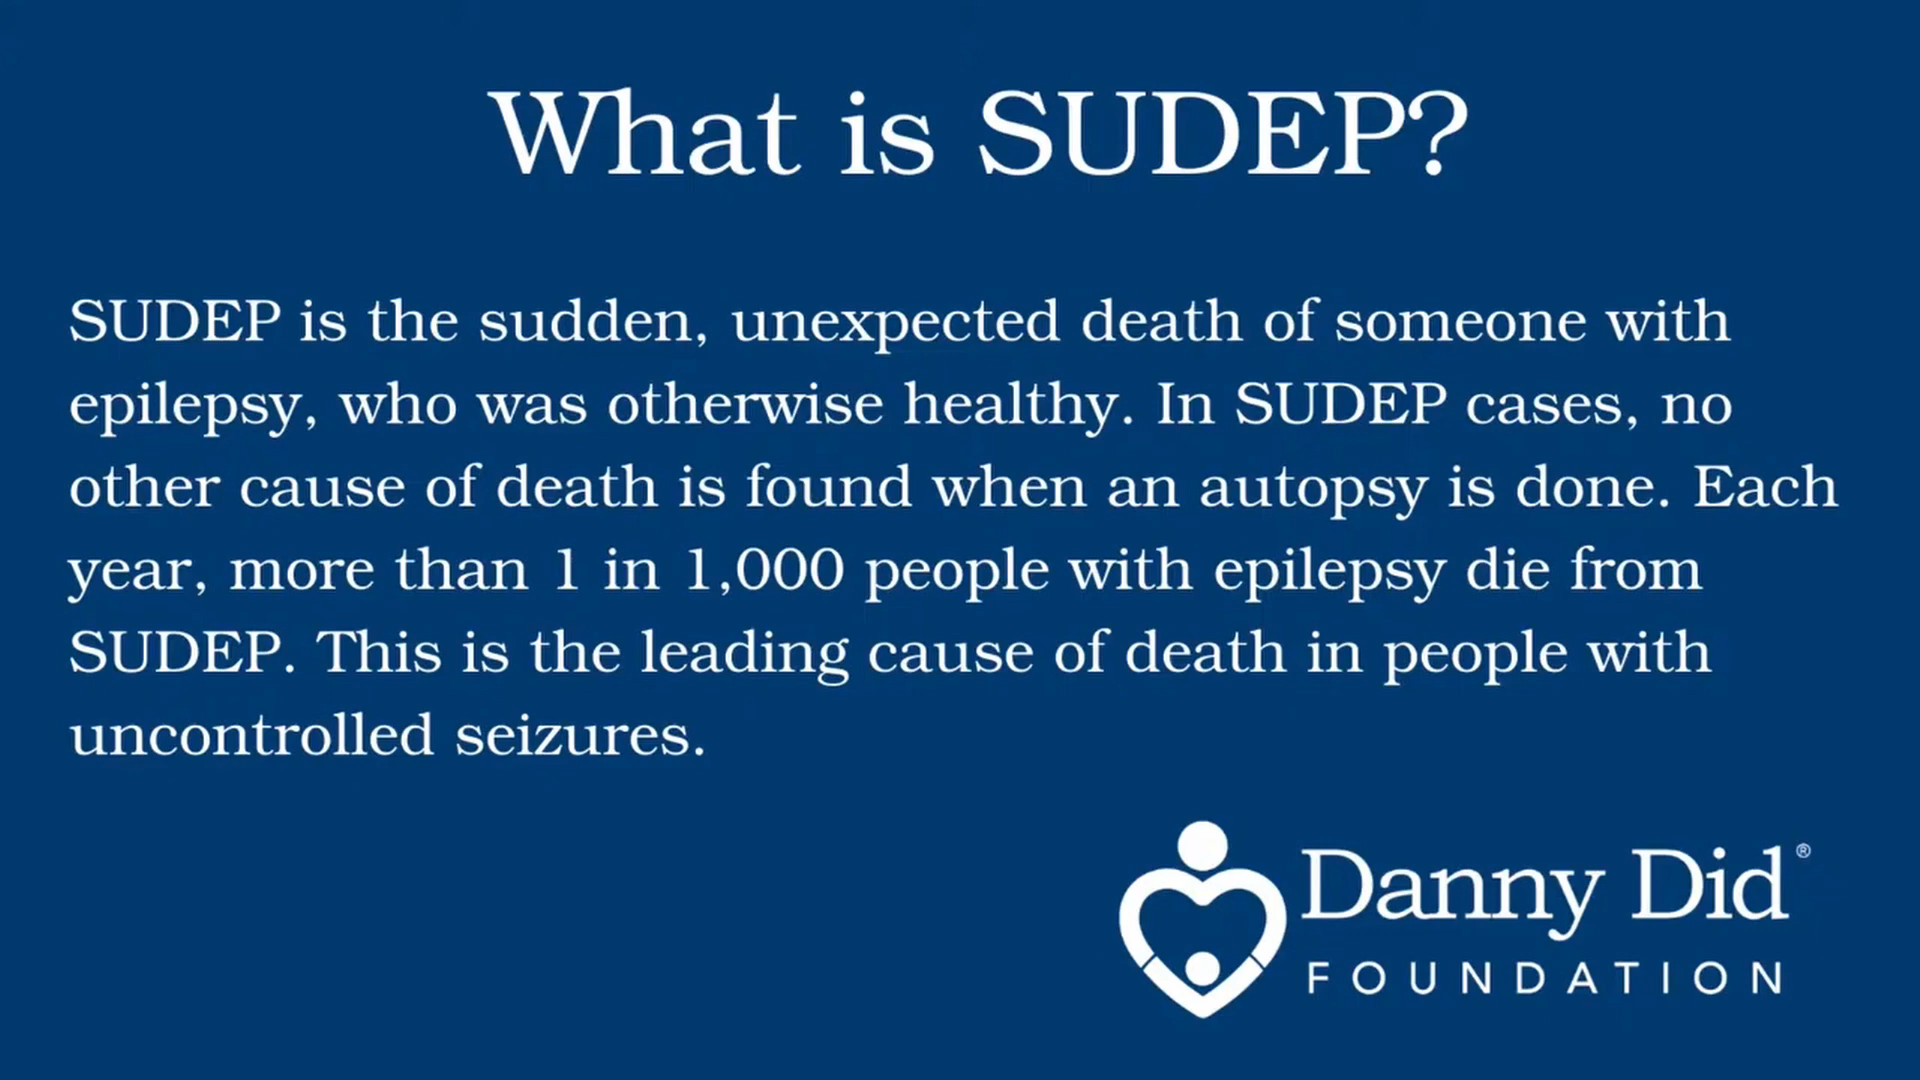 What is SUDEP?
SUDEP is the sudden, unexpected death of someone with
epilepsy, who was otherwise healthy. In SUDEP cases, no
other cause of death is found when an autopsy is done. Each
year, more than 1 in 1,000 people with epilepsy die from
SUDEP. This is the leading cause of death in people with
uncontrolled seizures.
Danny Did®
FOUNDATION